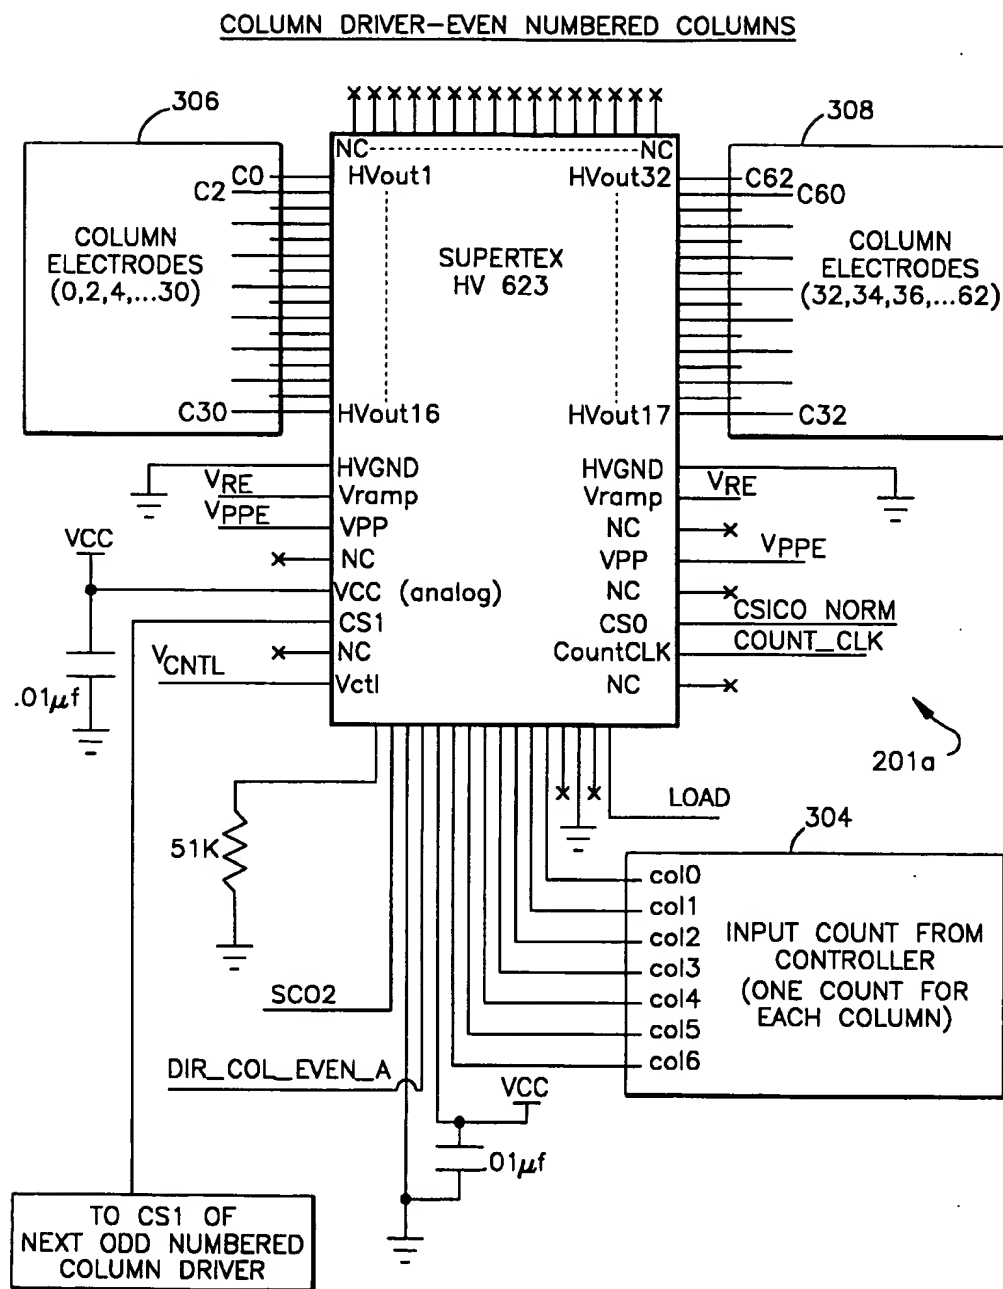 COLUMN DRIVER-EVEN NUMBERED COLUMNS
306
308
NC
NC
C0
HVout1
HVout32
C62
C2
C60
COLUMN
ELECTRODES
(0,2,4,...30)
SUPERTEX
HV 623
COLUMN
ELECTRODES
(32,34,36,...62)
C30
HVout16
HVout17
C32
HVGND
HVGND
VRE
Vramp
Vramp
VRE
VPPE
VPP
NC
VCC
NC
VPP
VPPE
VCC (analog)
NC
CS1
CS0
CSICO NORM
NC
CountCLK
COUNT_CLK
VCNTL
Vctl
NC
.01µf
201a
LOAD
304
51K
col0
col1
col2
col3
col4
col5
col6
INPUT COUNT FROM
CONTROLLER
(ONE COUNT FOR
EACH COLUMN)
SCO2
DIR_COL_EVEN_A
VCC
.01µf
TO CS1 OF
NEXT ODD NUMBERED
COLUMN DRIVER